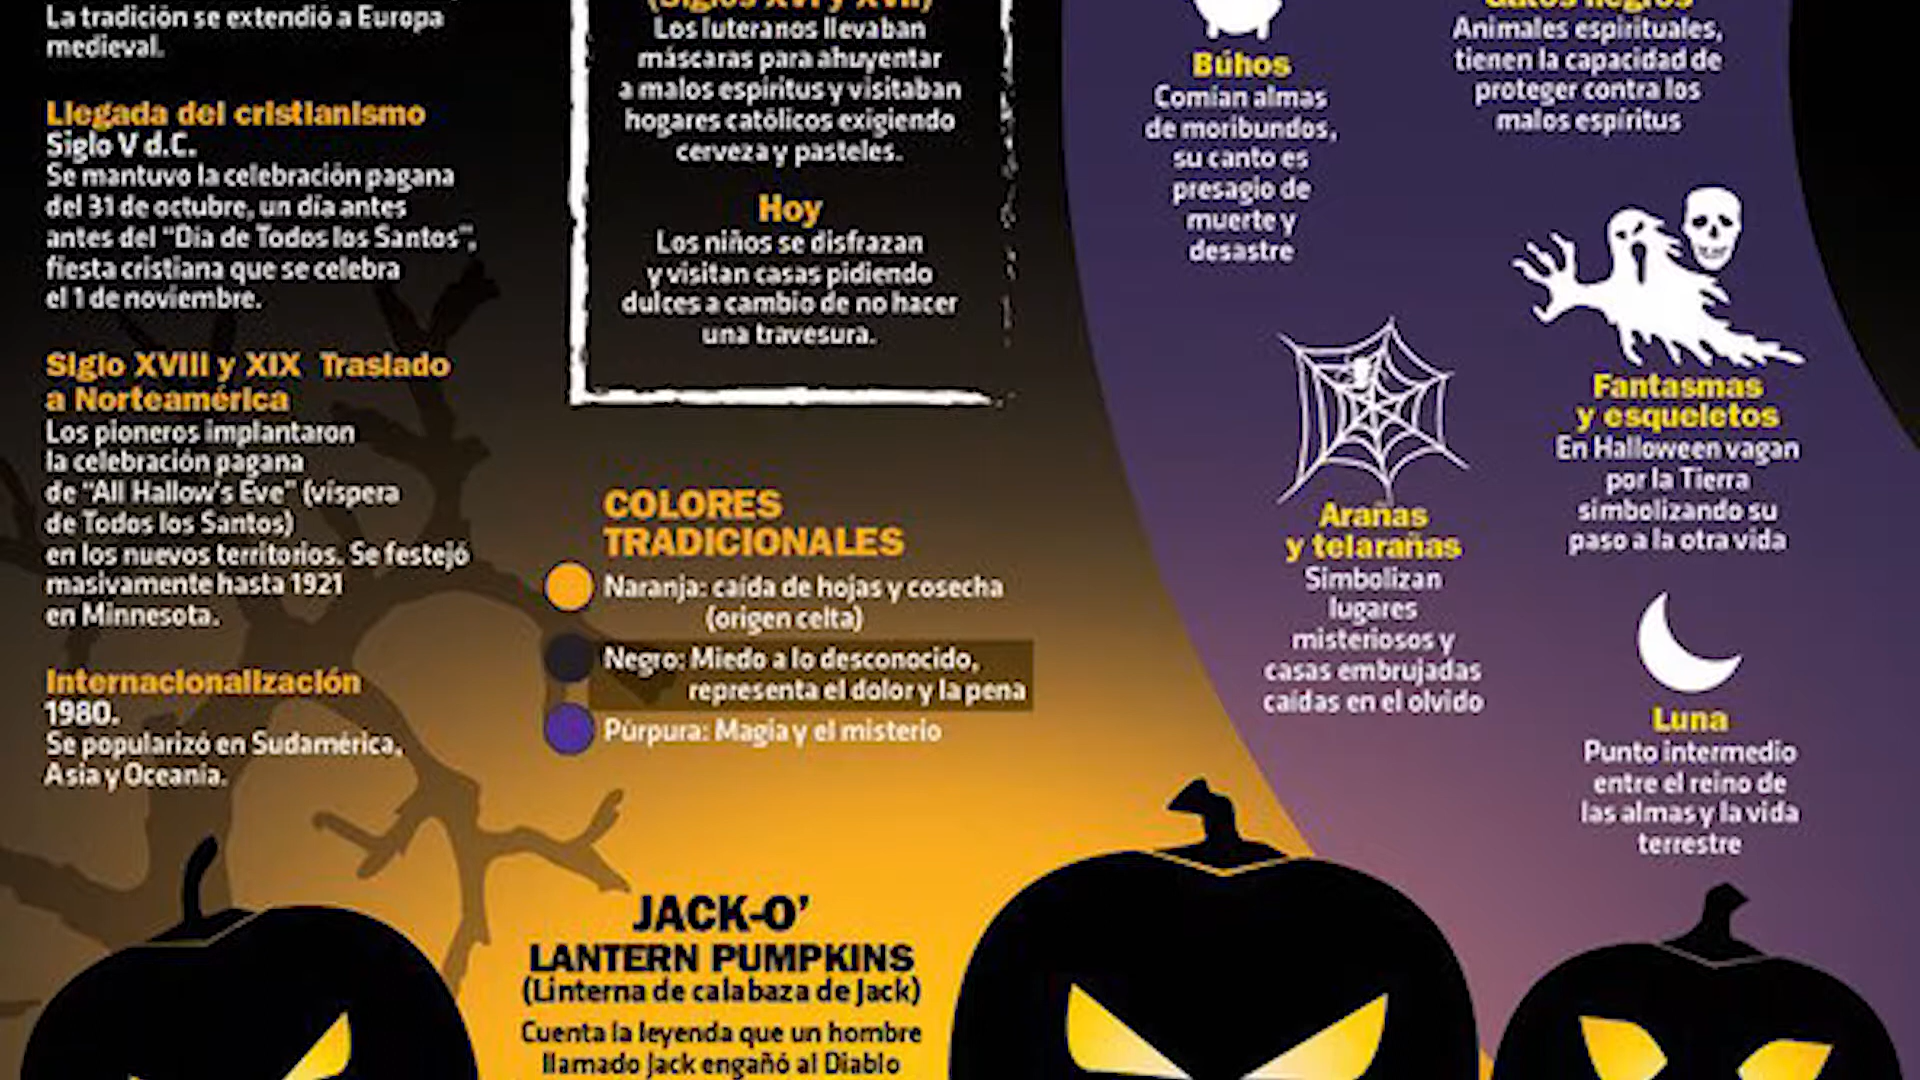 La tradición se extendió a Europa
medieval.
Llegada del cristianismo
Siglo V d.C.
Se mantuvo la celebración pagana
del 31 de octubre, un día antes
antes del “Día de Todos los Santos”,
fiesta cristiana que se celebra
el 1 de noviembre.
Siglo XVIII y XIX Traslado
a Norteamérica
Los pioneros implantaron
la celebración pagana
de “All Hallow's Eve” (víspera
de Todos los Santos)
en los nuevos territorios. Se festejó
masivamente hasta 1921
en Minnesota.
Internacionalización
1980.
Se popularizó en Sudamérica,
Asia y Oceanía.
(Siglos XVI y XVII)
Los luteranos llevaban
máscaras para ahuyentar
a malos espíritus y visitaban
hogares católicos exigiendo
cerveza y pasteles.
Hoy
Los niños se disfrazan
y visitan casas pidiendo
dulces a cambio de no hacer
una travesura.
COLORES
TRADICIONALES
Naranja: caída de hojas y cosecha
(origen celta)
Negro: Miedo a lo desconocido,
representa el dolor y la pena
Púrpura: Magia y el misterio
JACK-O’
LANTERN PUMPKINS
(Linterna de calabaza de Jack)
Cuenta la leyenda que un hombre
llamado Jack engañó al Diablo
Búhos
Comían almas
de moribundos,
su canto es
presagio de
muerte y
desastre
Gatos negros
Animales espirituales,
tienen la capacidad de
proteger contra los
malos espíritus
Arañas
y telarañas
Simbolizan
lugares
misteriosos y
casas embrujadas
caídas en el olvido
Fantasmas
y esqueletos
En Halloween vagan
por la Tierra
simbolizando su
paso a la otra vida
Luna
Punto intermedio
entre el reino de
las almas y la vida
terrestre